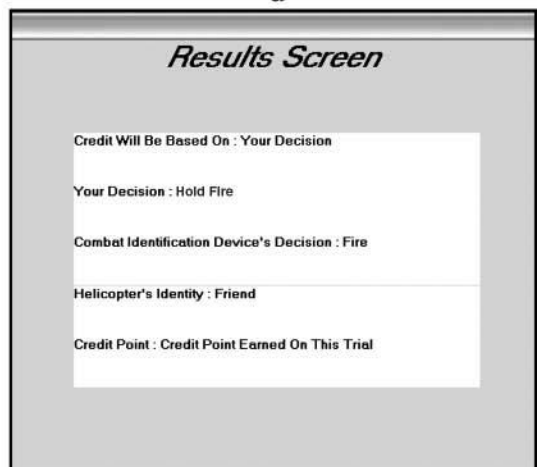 Results Screen
Credit Will Be Based On : Your Decision
Your Decision : Hold Fire
Combat Identification Device's Decision : Fire
Helicopter's Identity : Friend
Credit Point : Credit Point Earned On This Trial